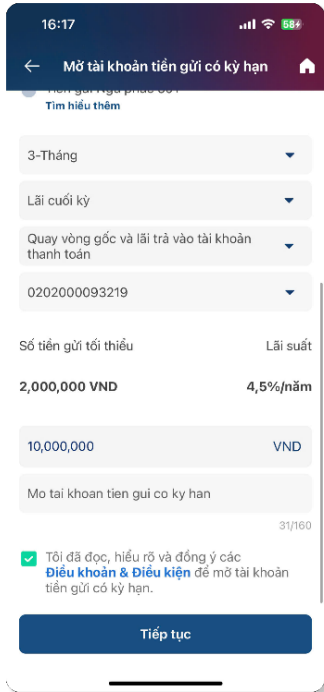 16:17
58
Mở tài khoản tiền gửi có kỳ hạn
Tìm hiểu thêm
3-Tháng
Lãi cuối kỳ
Quay vòng gốc và lãi trả vào tài khoản
thanh toán
0202000093219
Số tiền gửi tối thiểu Lãi suất
2,000,000 VND 4,5%/năm
10,000,000 VND
Mo tai khoan tien gui co ky han
31/160
Tôi đã đọc, hiểu rõ và đồng ý các
Điều khoản & Điều kiện để mở tài khoản
tiền gửi có kỳ hạn.
Tiếp tục